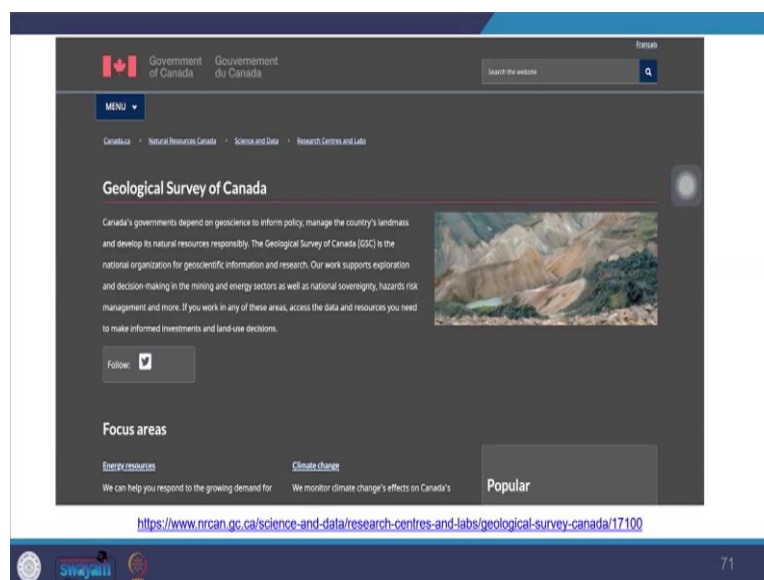 Français
Government Gouvernement
of Canada du Canada
Search the website
MENU
Canada.ca Natural Resources Canada Science and Data Research Centres and Labs
Geological Survey of Canada
Canada's governments depend on geoscience to inform policy, manage the country's landmass
and develop its natural resources responsibly. The Geological Survey of Canada (GSC) is the
national organization for geoscientific information and research. Our work supports exploration
and decision-making in the mining and energy sectors as well as national sovereignty, hazards risk
management and more. If you work in any of these areas, access the data and resources you need
to make informed investments and land-use decisions.
Follow:
Focus areas
Energy resources
We can help you respond to the growing demand for
Climate change
We monitor climate change's effects on Canada's
Popular
https://www.nrcan.gc.ca/science-and-data/research-centres-and-labs/geological-survey-canada/17100
swayam
71